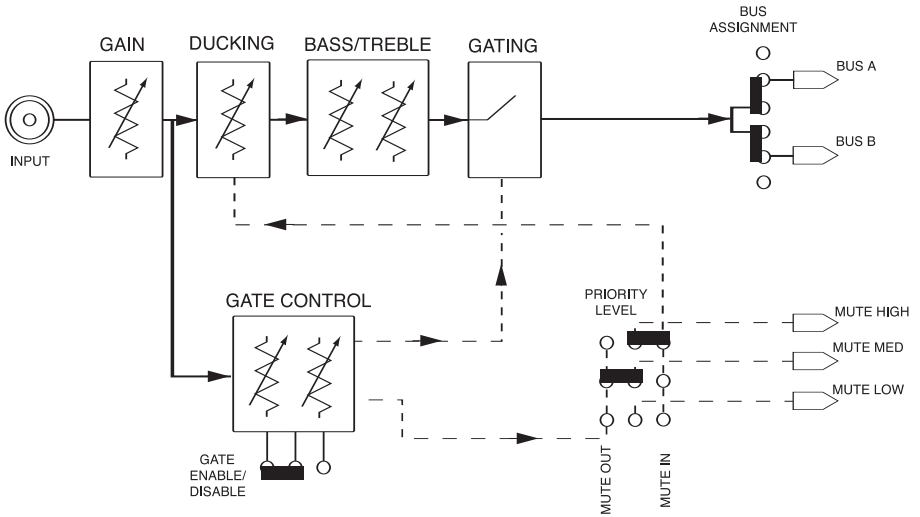 BUS
ASSIGNMENT
GAIN
DUCKING
BASS/TREBLE
GATING
BUS A
INPUT
BUS B
GATE CONTROL
PRIORITY
LEVEL
MUTE HIGH
MUTE MED
MUTE LOW
GATE
ENABLE/
DISABLE
MUTE OUT
MUTE IN